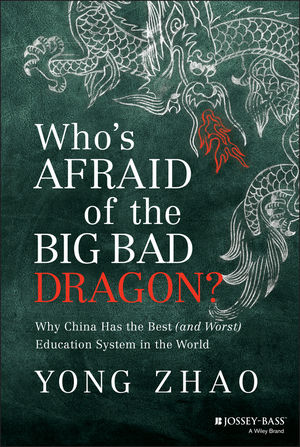 Who's
AFRAID
of the
BIG BAD
DRAGON?
Why China Has the Best (and Worst)
Education System in the World
YONG ZHAO
JOSSEY-BASS™
A Wiley Brand